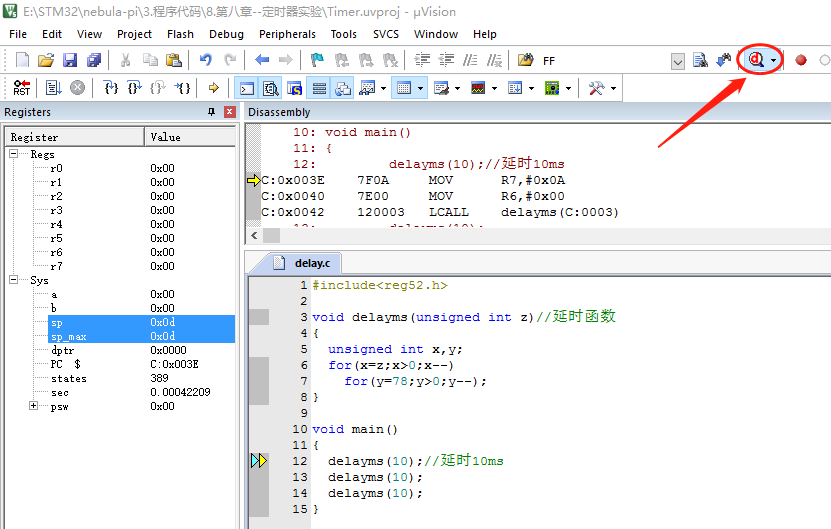 E:\STM32\nebula-pi\3.程序代码\8.第八章--定时器实验\Timer.uvproj - µVision
File Edit View Project Flash Debug Peripherals Tools SVCS Window Help
FF
RST
Registers
Register Value
Regs
r0 0x00
r1 0x00
r2 0x00
r3 0x00
r4 0x00
r5 0x00
r6 0x00
r7 0x00
Sys
a 0x00
b 0x00
sp 0x0d
sp_max 0x0d
dptr 0x0000
PC $ C:0x003E
states 389
sec 0.00042209
psw 0x00
Disassembly
10: void main()
11: {
12: delayms(10);//延时10ms
C:0x003E 7F0A MOV R7,#0x0A
C:0x0040 7E00 MOV R6,#0x00
C:0x0042 120003 LCALL delayms(C:0003)
delay.c
1 #include<reg52.h>
2
3 void delayms(unsigned int z)//延时函数
4 {
5 unsigned int x,y;
6 for(x=z;x>0;x--)
7 for(y=78;y>0;y--);
8 }
9
10 void main()
11 {
12 delayms(10);//延时10ms
13 delayms(10);
14 delayms(10);
15 }